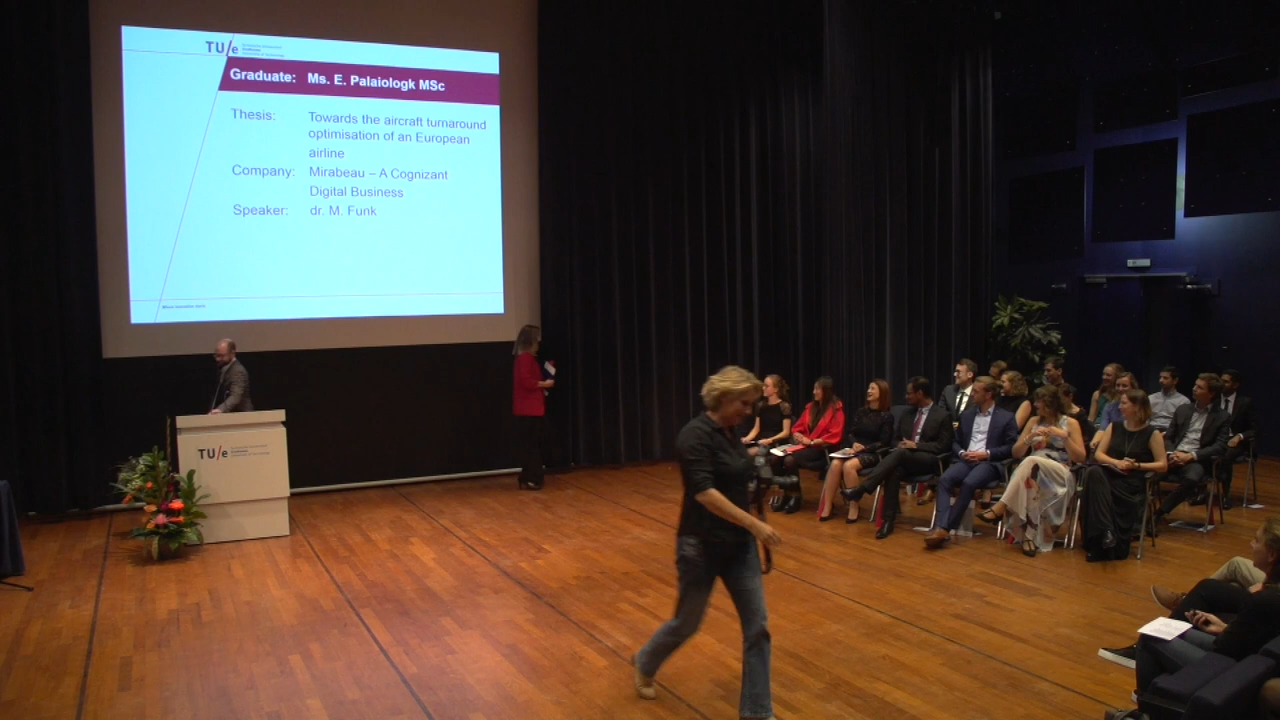 TU/e
Graduate: Ms. E. Palaiologk MSc
Thesis: Towards the aircraft turnaround
optimisation of an European
airline
Company: Mirabeau – A Cognizant
Digital Business
Speaker: dr. M. Funk
TU/e